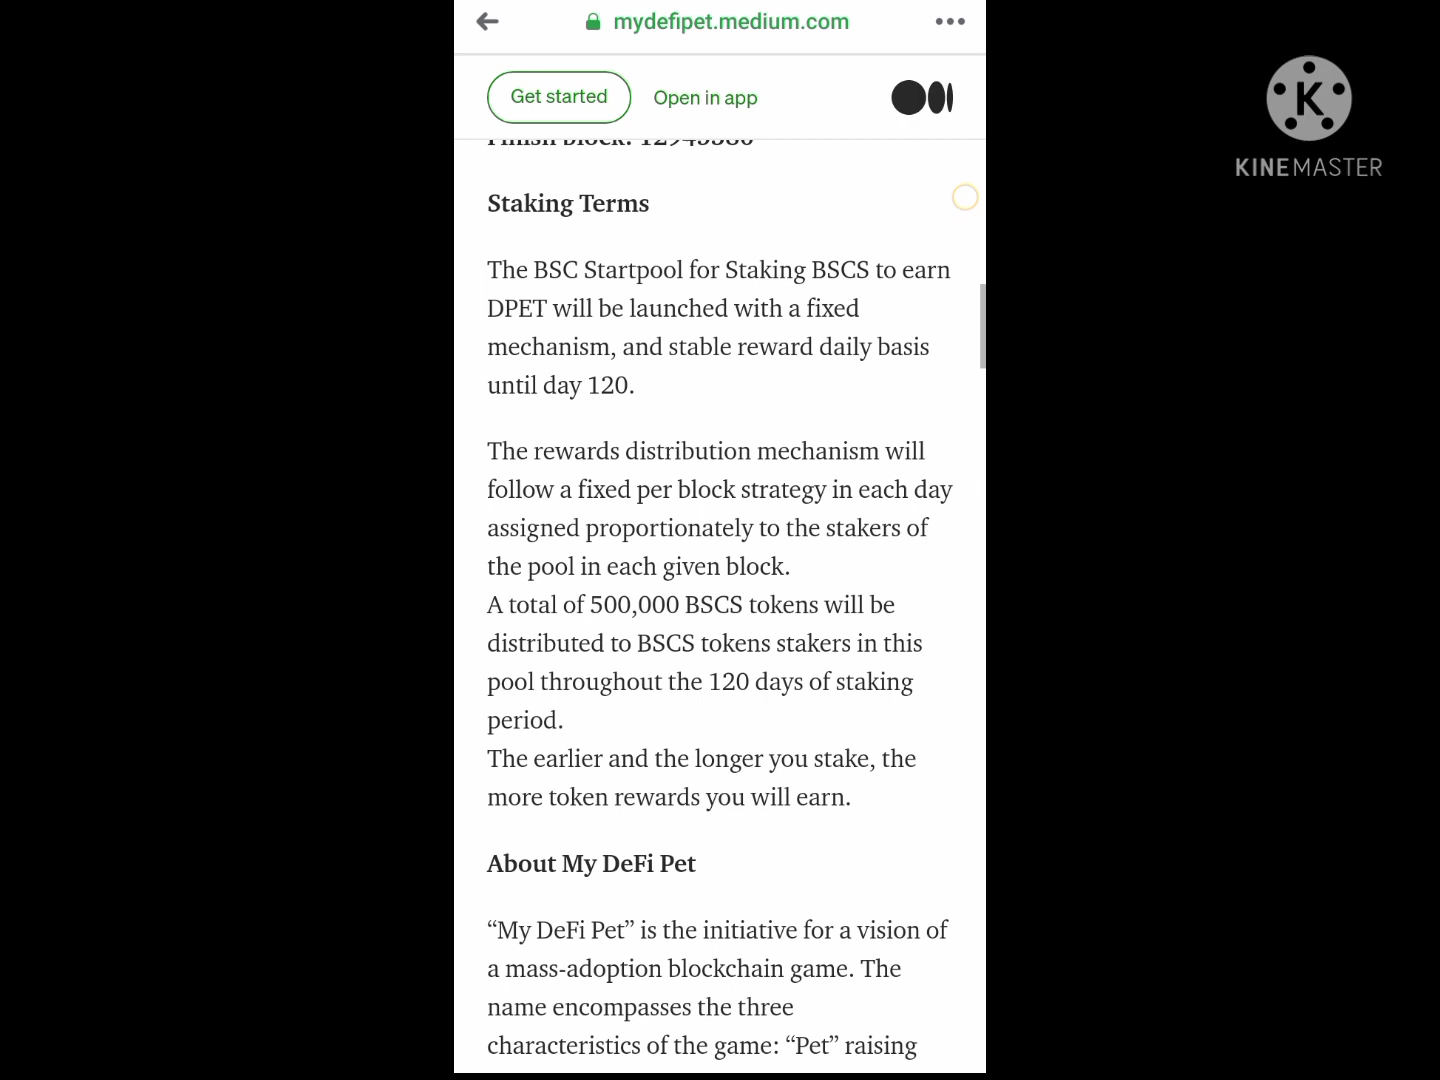 mydefipet.medium.com
Get started
Open in app
KINEMASTER
Staking Terms
The BSC Startpool for Staking BSCS to earn
DPET will be launched with a fixed
mechanism, and stable reward daily basis
until day 120.
The rewards distribution mechanism will
follow a fixed per block strategy in each day
assigned proportionately to the stakers of
the pool in each given block.
A total of 500,000 BSCS tokens will be
distributed to BSCS tokens stakers in this
pool throughout the 120 days of staking
period.
The earlier and the longer you stake, the
more token rewards you will earn.
About My DeFi Pet
“My DeFi Pet” is the initiative for a vision of
a mass-adoption blockchain game. The
name encompasses the three
characteristics of the game: “Pet” raising